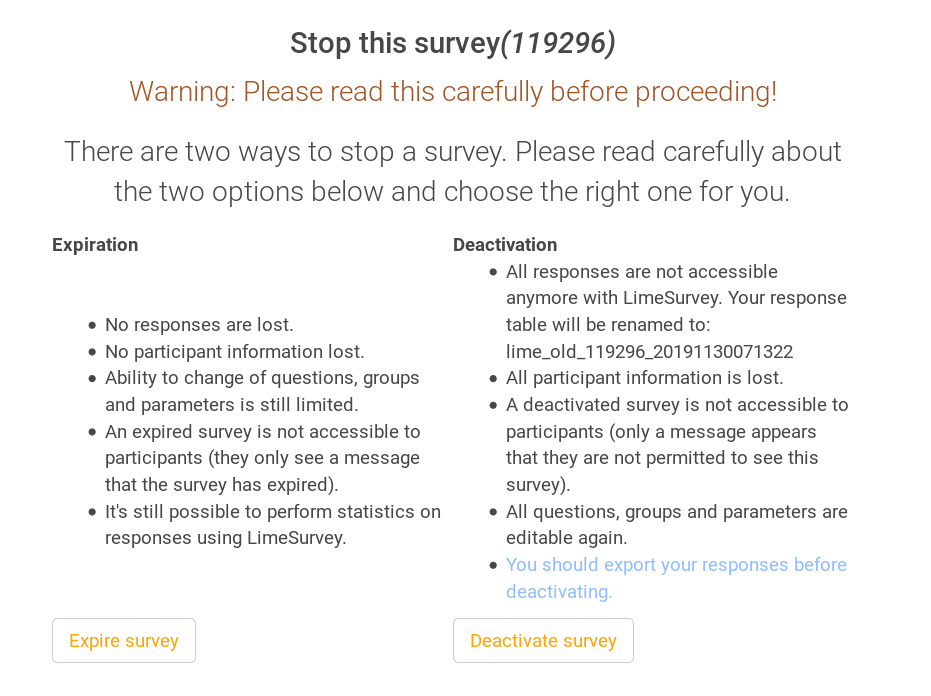 Stop this survey(119296)
Warning: Please read this carefully before proceeding!
There are two ways to stop a survey. Please read carefully about
the two options below and choose the right one for you.
Expiration
No responses are lost.
No participant information lost.
Ability to change of questions, groups
and parameters is still limited.
An expired survey is not accessible to
participants (they only see a message
that the survey has expired).
It's still possible to perform statistics on
responses using LimeSurvey.
Expire survey
Deactivation
All responses are not accessible
anymore with LimeSurvey. Your response
table will be renamed to:
lime_old_119296_20191130071322
All participant information is lost.
A deactivated survey is not accessible to
participants (only a message appears
that they are not permitted to see this
survey).
All questions, groups and parameters are
editable again.
You should export your responses before
deactivating.
Deactivate survey